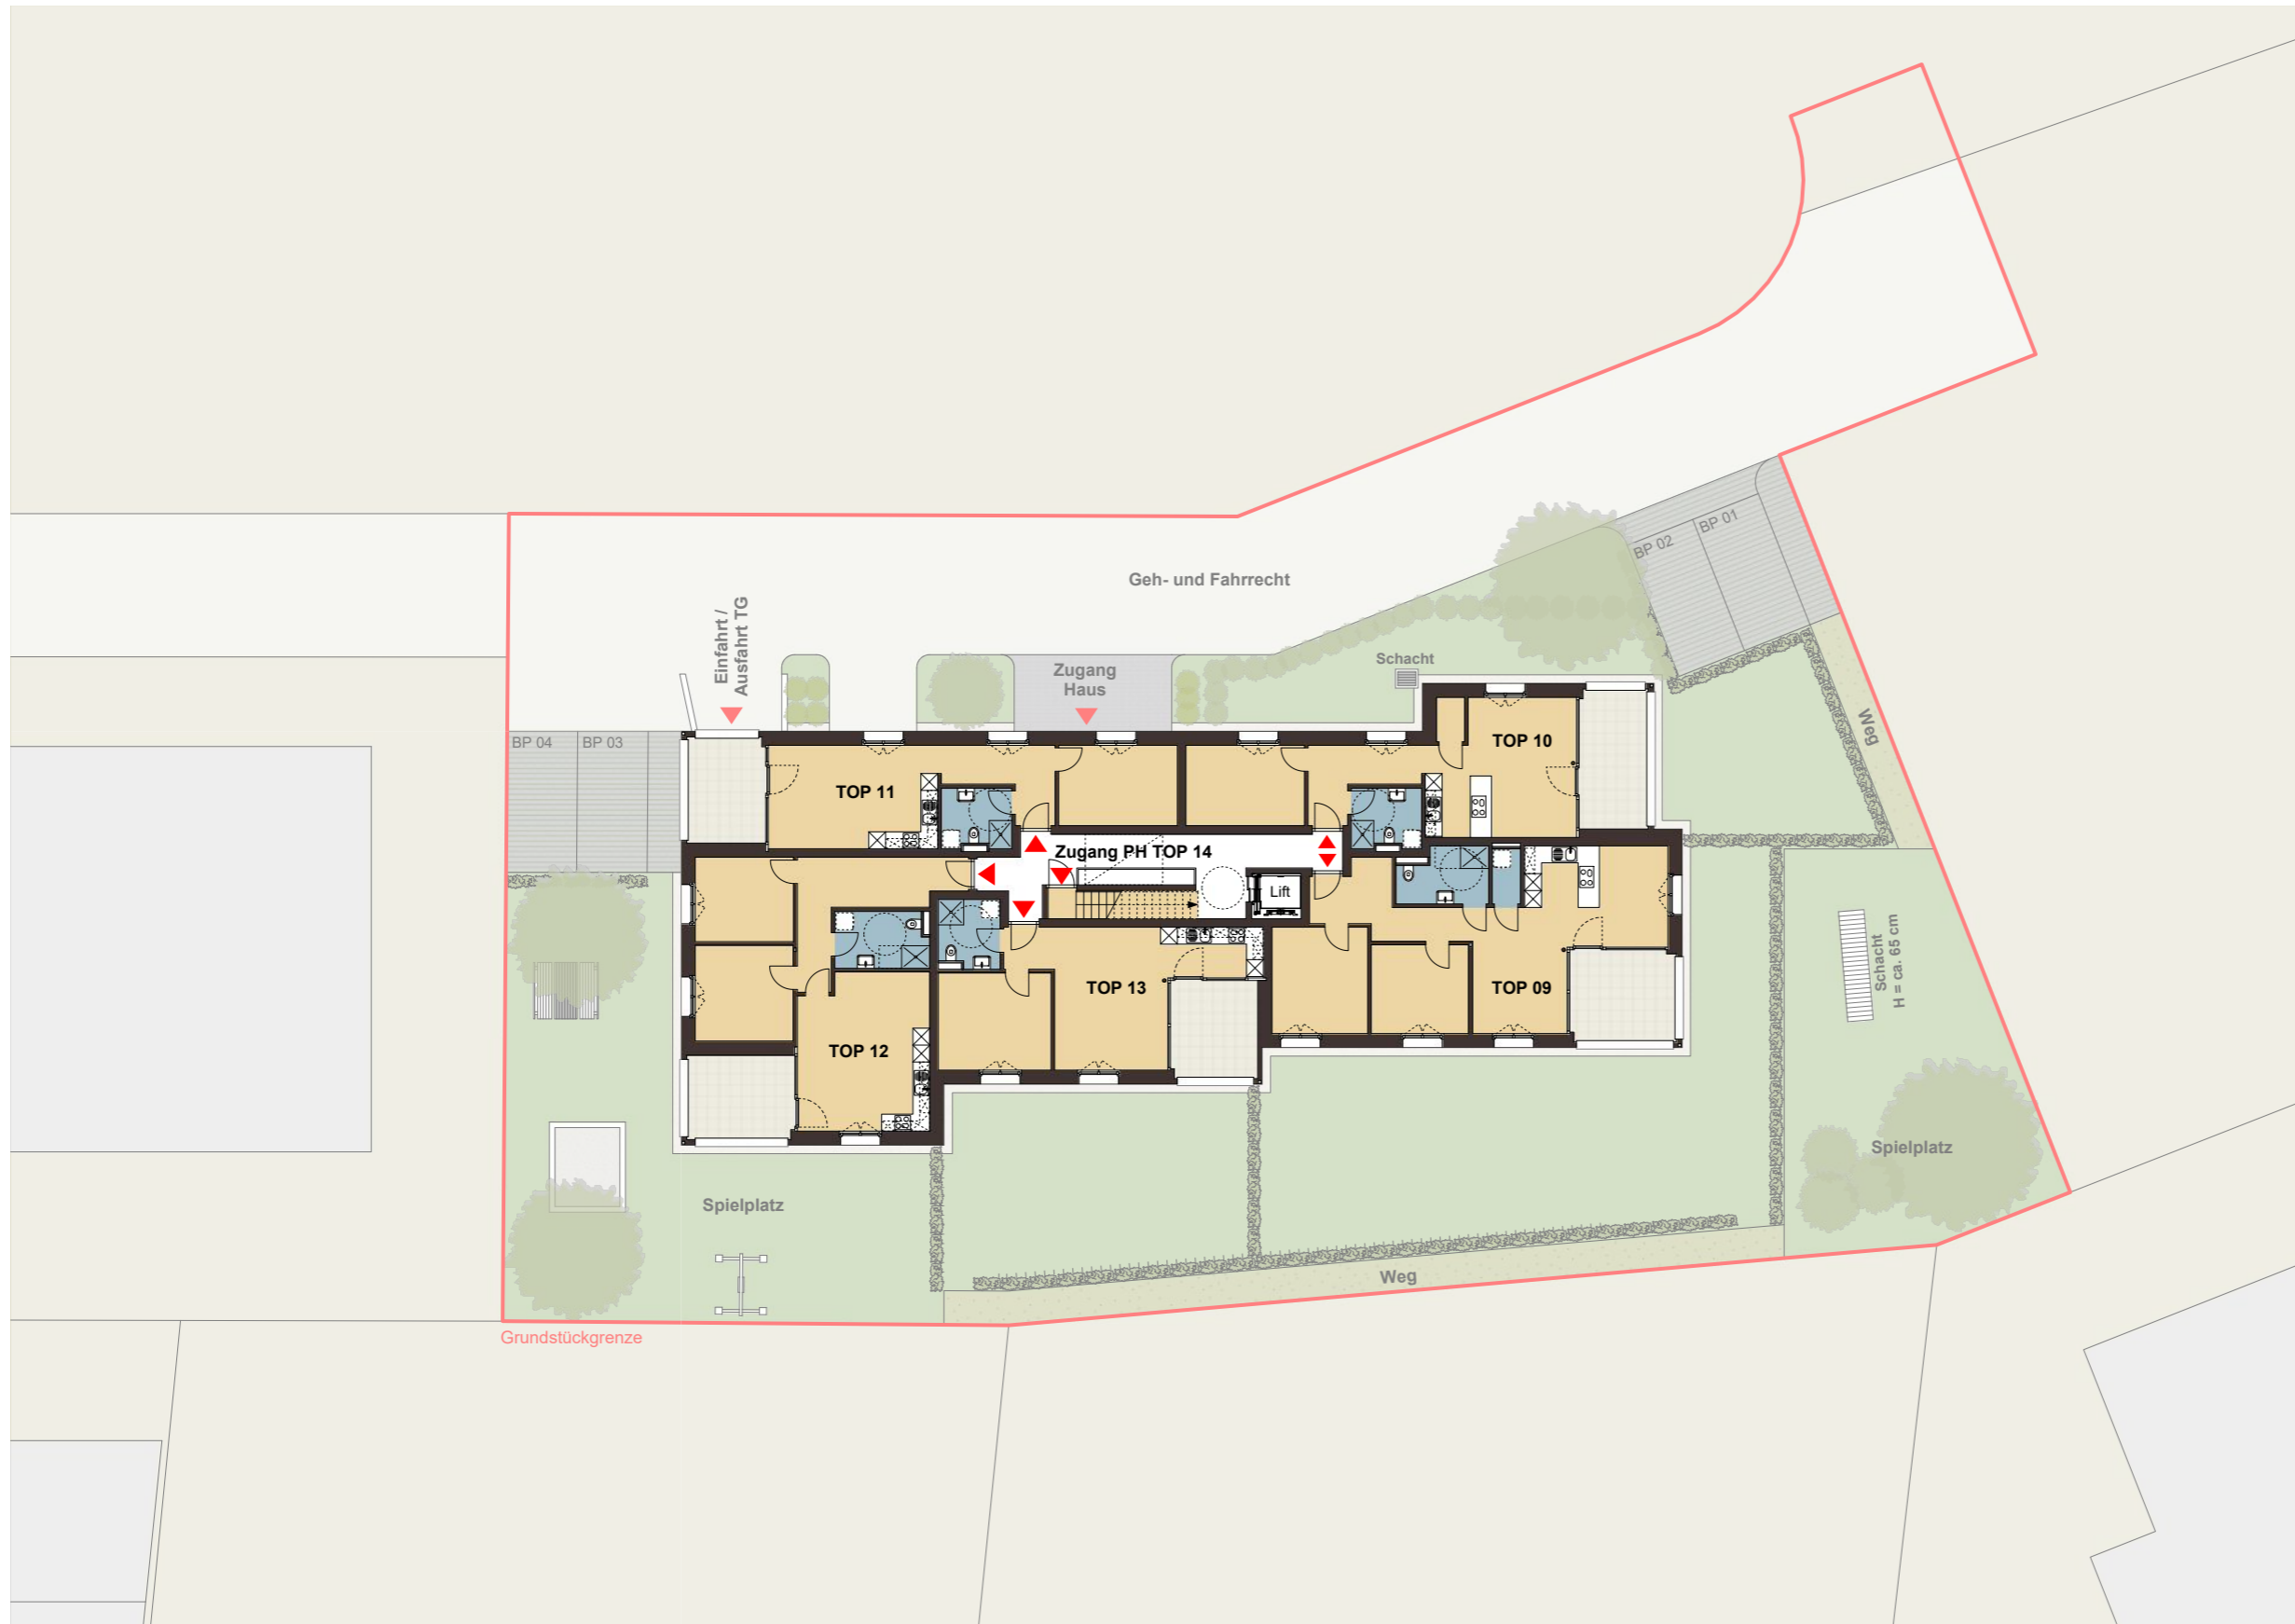 BP 01
BP 02
Geh- und Fahrrecht
Einfahrt /
Ausfahrt TG
Zugang
Haus
Schacht
Weg
BP 04
BP 03
TOP 10
TOP 11
Zugang PH TOP 14
Lift
Schacht
H = ca. 65 cm
TOP 13
TOP 09
TOP 12
Spielplatz
Spielplatz
Weg
Grundstückgrenze